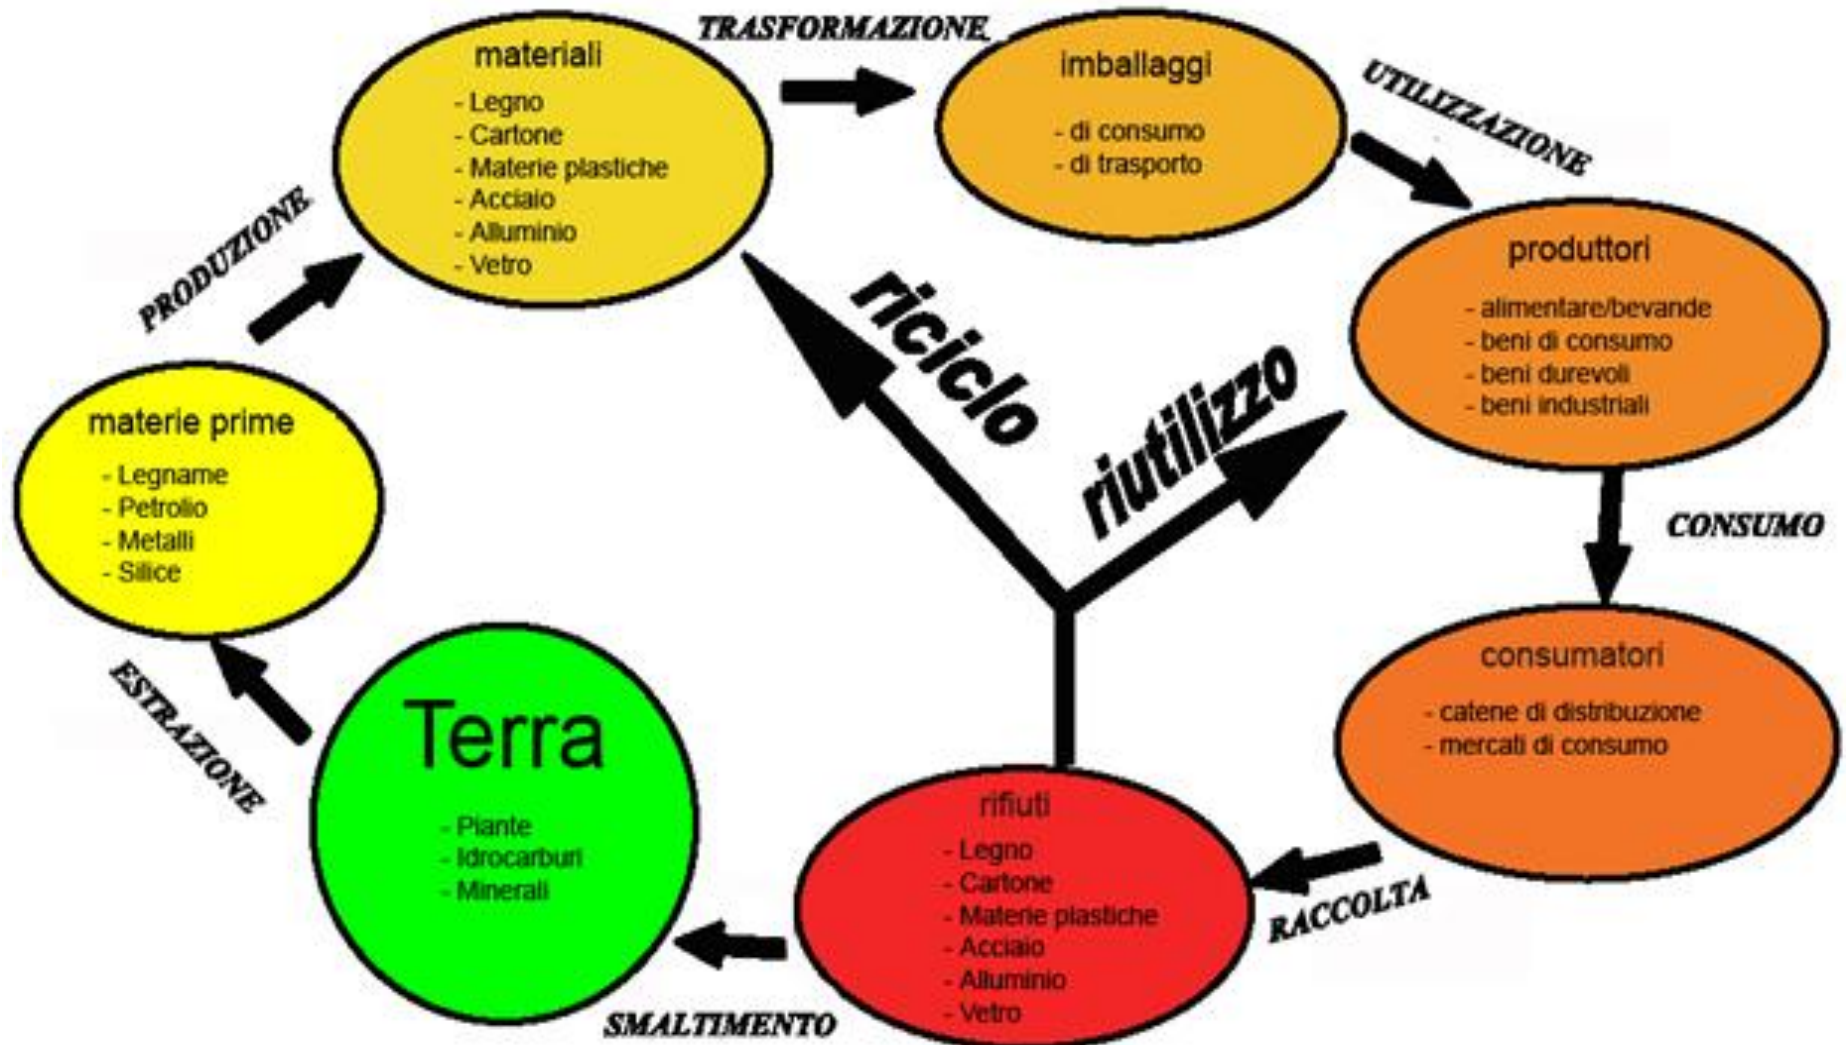 TRASFORMAZIONE
materiali
- Legno
- Cartone
- Materie plastiche
- Acciaio
- Alluminio
- Vetro
imballaggi
- di consumo
- di trasporto
UTILIZZAZIONE
PRODUZIONE
produttori
- alimentare/bevande
- beni di consumo
- beni durevoli
- beni industriali
riciclo
riutilizzo
materie prime
- Legname
- Petrolio
- Metalli
- Silice
CONSUMO
ESTRAZIONE
Terra
- Piante
- Idrocarburi
- Minerali
consumatori
- catene di distribuzione
- mercati di consumo
rifiuti
- Legno
- Cartone
- Materie plastiche
- Acciaio
- Alluminio
- Vetro
RACCOLTA
SMALTIMENTO